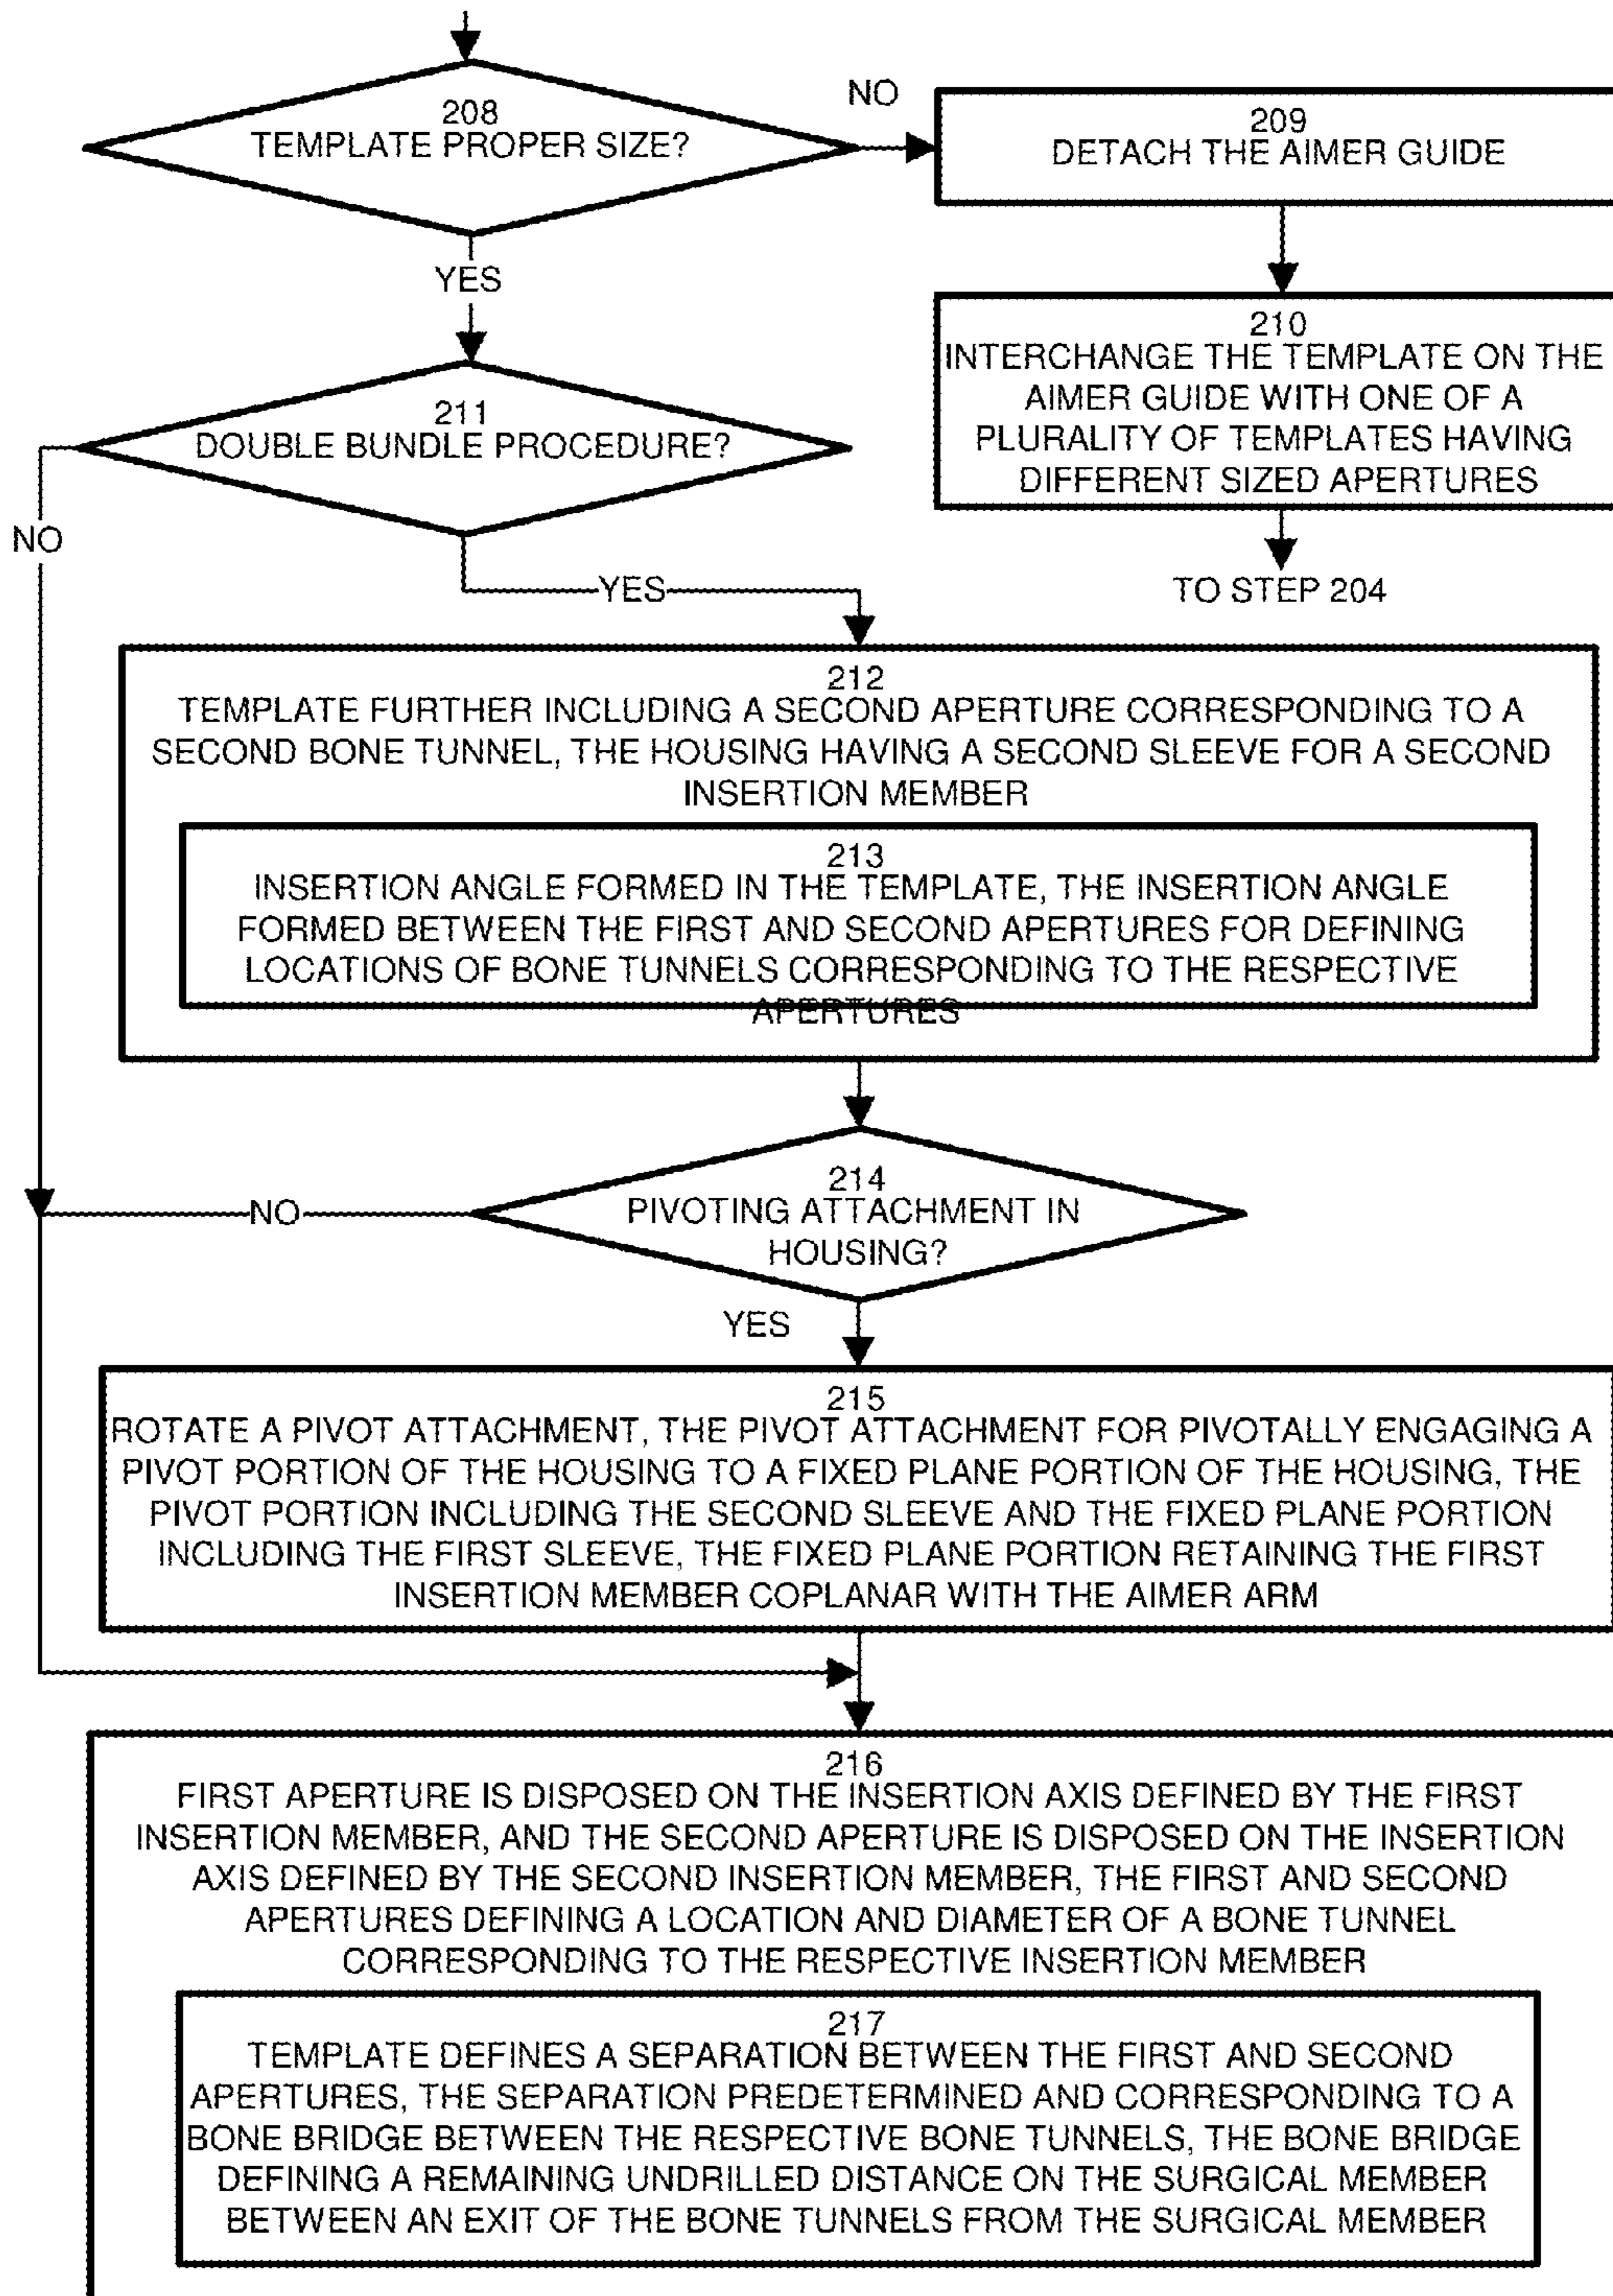 208
TEMPLATE PROPER SIZE?
NO
209
DETACH THE AIMER GUIDE
YES
210
INTERCHANGE THE TEMPLATE ON THE
AIMER GUIDE WITH ONE OF A
PLURALITY OF TEMPLATES HAVING
DIFFERENT SIZED APERTURES
TO STEP 204
211
DOUBLE BUNDLE PROCEDURE?
NO
YES
212
TEMPLATE FURTHER INCLUDING A SECOND APERTURE CORRESPONDING TO A
SECOND BONE TUNNEL, THE HOUSING HAVING A SECOND SLEEVE FOR A SECOND
INSERTION MEMBER
213
INSERTION ANGLE FORMED IN THE TEMPLATE, THE INSERTION ANGLE
FORMED BETWEEN THE FIRST AND SECOND APERTURES FOR DEFINING
LOCATIONS OF BONE TUNNELS CORRESPONDING TO THE RESPECTIVE
APERTURES
214
PIVOTING ATTACHMENT IN
HOUSING?
NO
YES
215
ROTATE A PIVOT ATTACHMENT, THE PIVOT ATTACHMENT FOR PIVOTALLY ENGAGING A
PIVOT PORTION OF THE HOUSING TO A FIXED PLANE PORTION OF THE HOUSING, THE
PIVOT PORTION INCLUDING THE SECOND SLEEVE AND THE FIXED PLANE PORTION
INCLUDING THE FIRST SLEEVE, THE FIXED PLANE PORTION RETAINING THE FIRST
INSERTION MEMBER COPLANAR WITH THE AIMER ARM
216
FIRST APERTURE IS DISPOSED ON THE INSERTION AXIS DEFINED BY THE FIRST
INSERTION MEMBER, AND THE SECOND APERTURE IS DISPOSED ON THE INSERTION
AXIS DEFINED BY THE SECOND INSERTION MEMBER, THE FIRST AND SECOND
APERTURES DEFINING A LOCATION AND DIAMETER OF A BONE TUNNEL
CORRESPONDING TO THE RESPECTIVE INSERTION MEMBER
217
TEMPLATE DEFINES A SEPARATION BETWEEN THE FIRST AND SECOND
APERTURES, THE SEPARATION PREDETERMINED AND CORRESPONDING TO A
BONE BRIDGE BETWEEN THE RESPECTIVE BONE TUNNELS, THE BONE BRIDGE
DEFINING A REMAINING UNDRILLED DISTANCE ON THE SURGICAL MEMBER
BETWEEN AN EXIT OF THE BONE TUNNELS FROM THE SURGICAL MEMBER